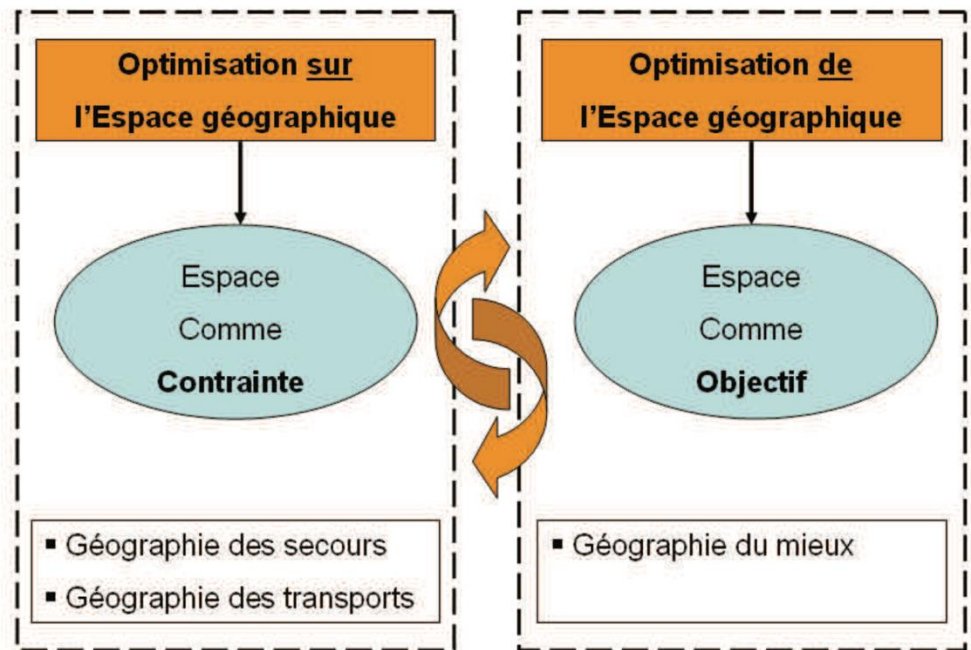 Optimisation sur
l'Espace géographique
Espace
Comme
Contrainte
▪ Géographie des secours
▪ Géographie des transports
Optimisation de
l'Espace géographique
Espace
Comme
Objectif
▪ Géographie du mieux